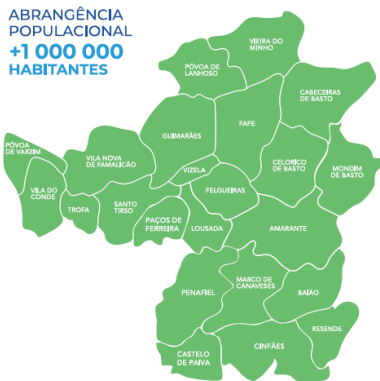 ABRANGÊNCIA
POPULACIONAL
+1 000 000
HABITANTES
VIEIRA DO
MINHO
PÓVOA DE
LANHOSO
CABECEIRAS
DE BASTO
GUIMARÃES
FAFE
PÓVOA
DE VARZIM
VILA NOVA
DE FAMALICÃO
VIZELA
CELORICO
DE BASTO
MONDIM
DE BASTO
VILA DO
CONDE
TROFA
SANTO
TIRSO
FELGUEIRAS
PAÇOS DE
FERREIRA
LOUSADA
AMARANTE
PENAFIEL
MARCO DE
CANAVESES
BAIÃO
RESENDE
CINFÃES
CASTELO
DE PAIVA